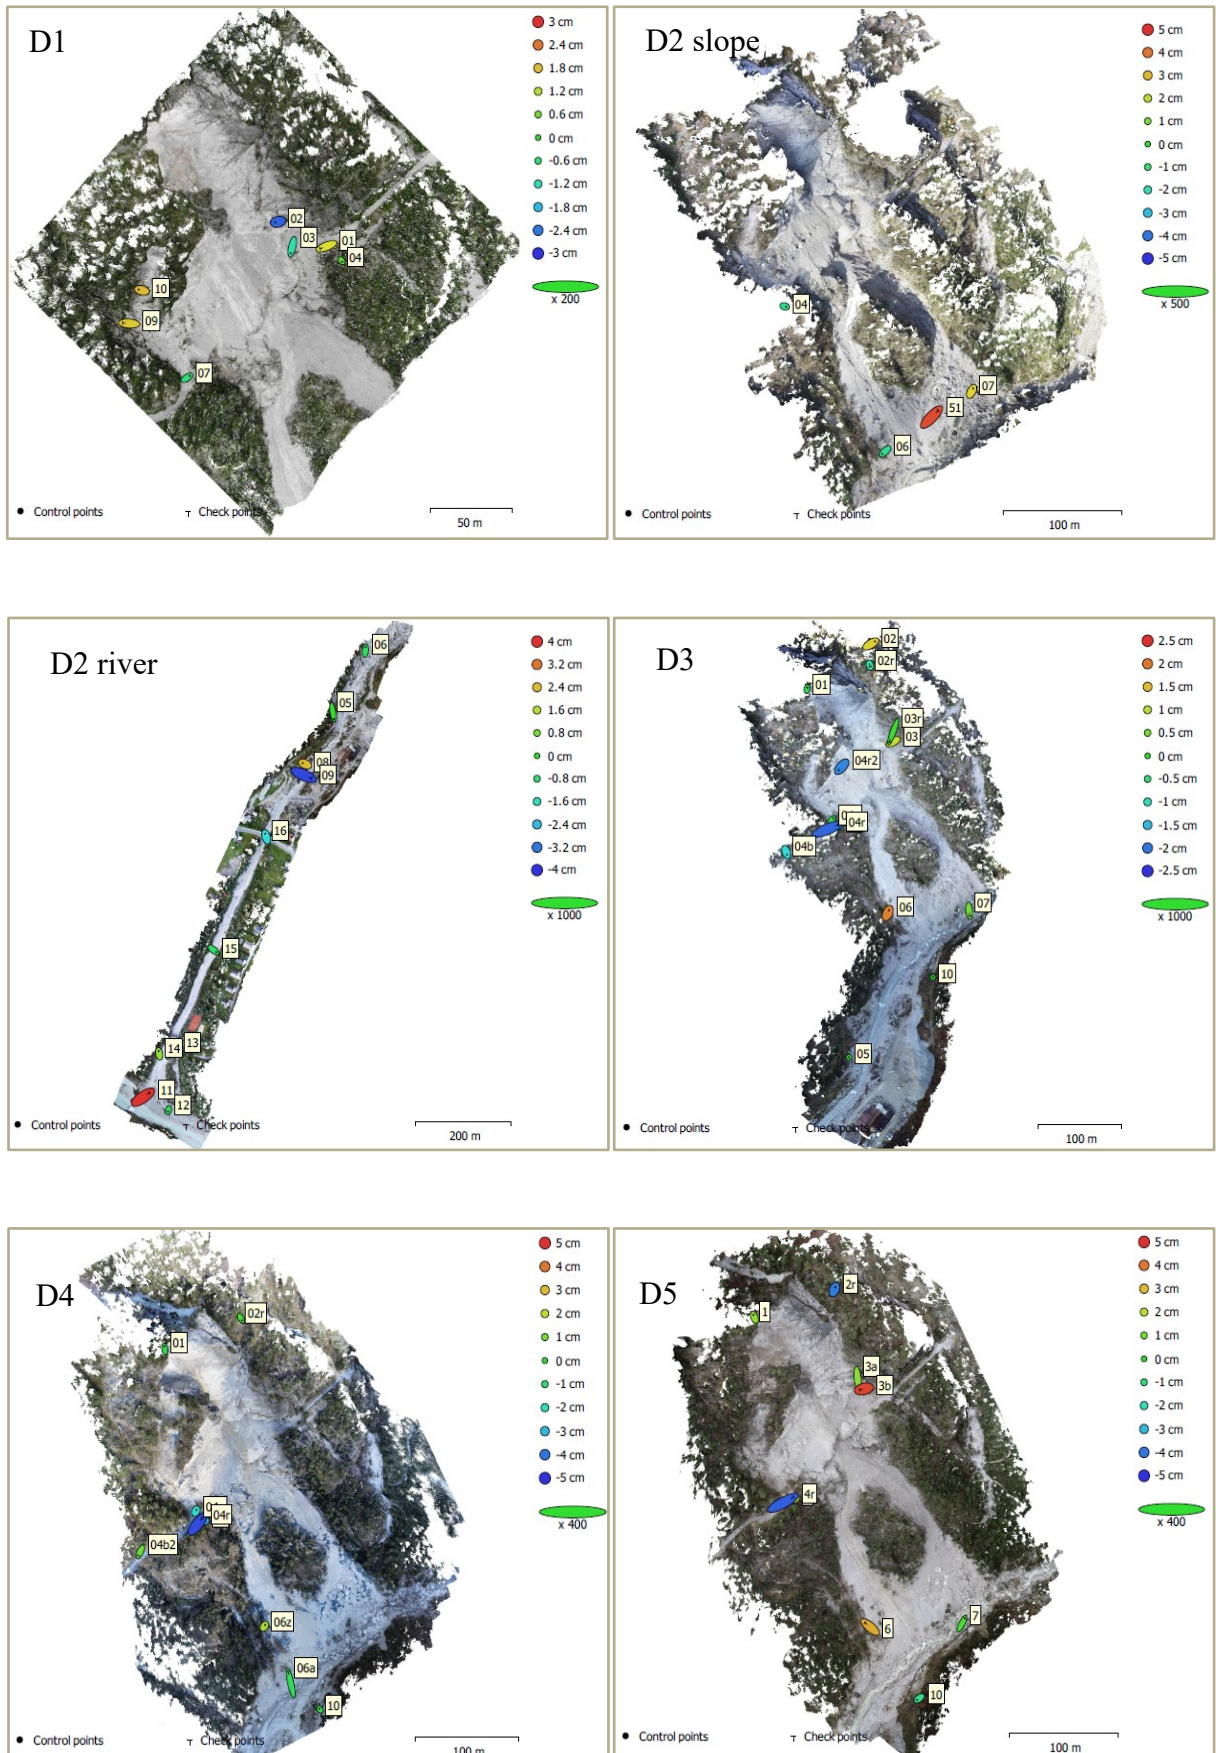 D1
3 cm
2.4 cm
1.8 cm
1.2 cm
0.6 cm
0 cm
-0.6 cm
-1.2 cm
-1.8 cm
-2.4 cm
-3 cm
x 200
02
03
01
04
10
09
07
Control points
Check points
50 m
D2 slope
5 cm
4 cm
3 cm
2 cm
1 cm
0 cm
-1 cm
-2 cm
-3 cm
-4 cm
-5 cm
x 500
04
07
51
06
Control points
Check points
100 m
D2 river
4 cm
3.2 cm
2.4 cm
1.6 cm
0.8 cm
0 cm
-0.8 cm
-1.6 cm
-2.4 cm
-3.2 cm
-4 cm
x 1000
06
05
08
09
16
15
13
14
11
12
Control points
Check points
200 m
D3
2.5 cm
2 cm
1.5 cm
1 cm
0.5 cm
0 cm
-0.5 cm
-1 cm
-1.5 cm
-2 cm
-2.5 cm
x 1000
02
02r
01
03r
03
04r2
04r
04b
06
07
10
05
Control points
Check points
100 m
D4
5 cm
4 cm
3 cm
2 cm
1 cm
0 cm
-1 cm
-2 cm
-3 cm
-4 cm
-5 cm
x 400
02r
01
04r
04b2
06z
06a
10
Control points
Check points
100 m
D5
5 cm
4 cm
3 cm
2 cm
1 cm
0 cm
-1 cm
-2 cm
-3 cm
-4 cm
-5 cm
x 400
2r
1
3a
3b
4r
6
7
10
Control points
Check points
100 m